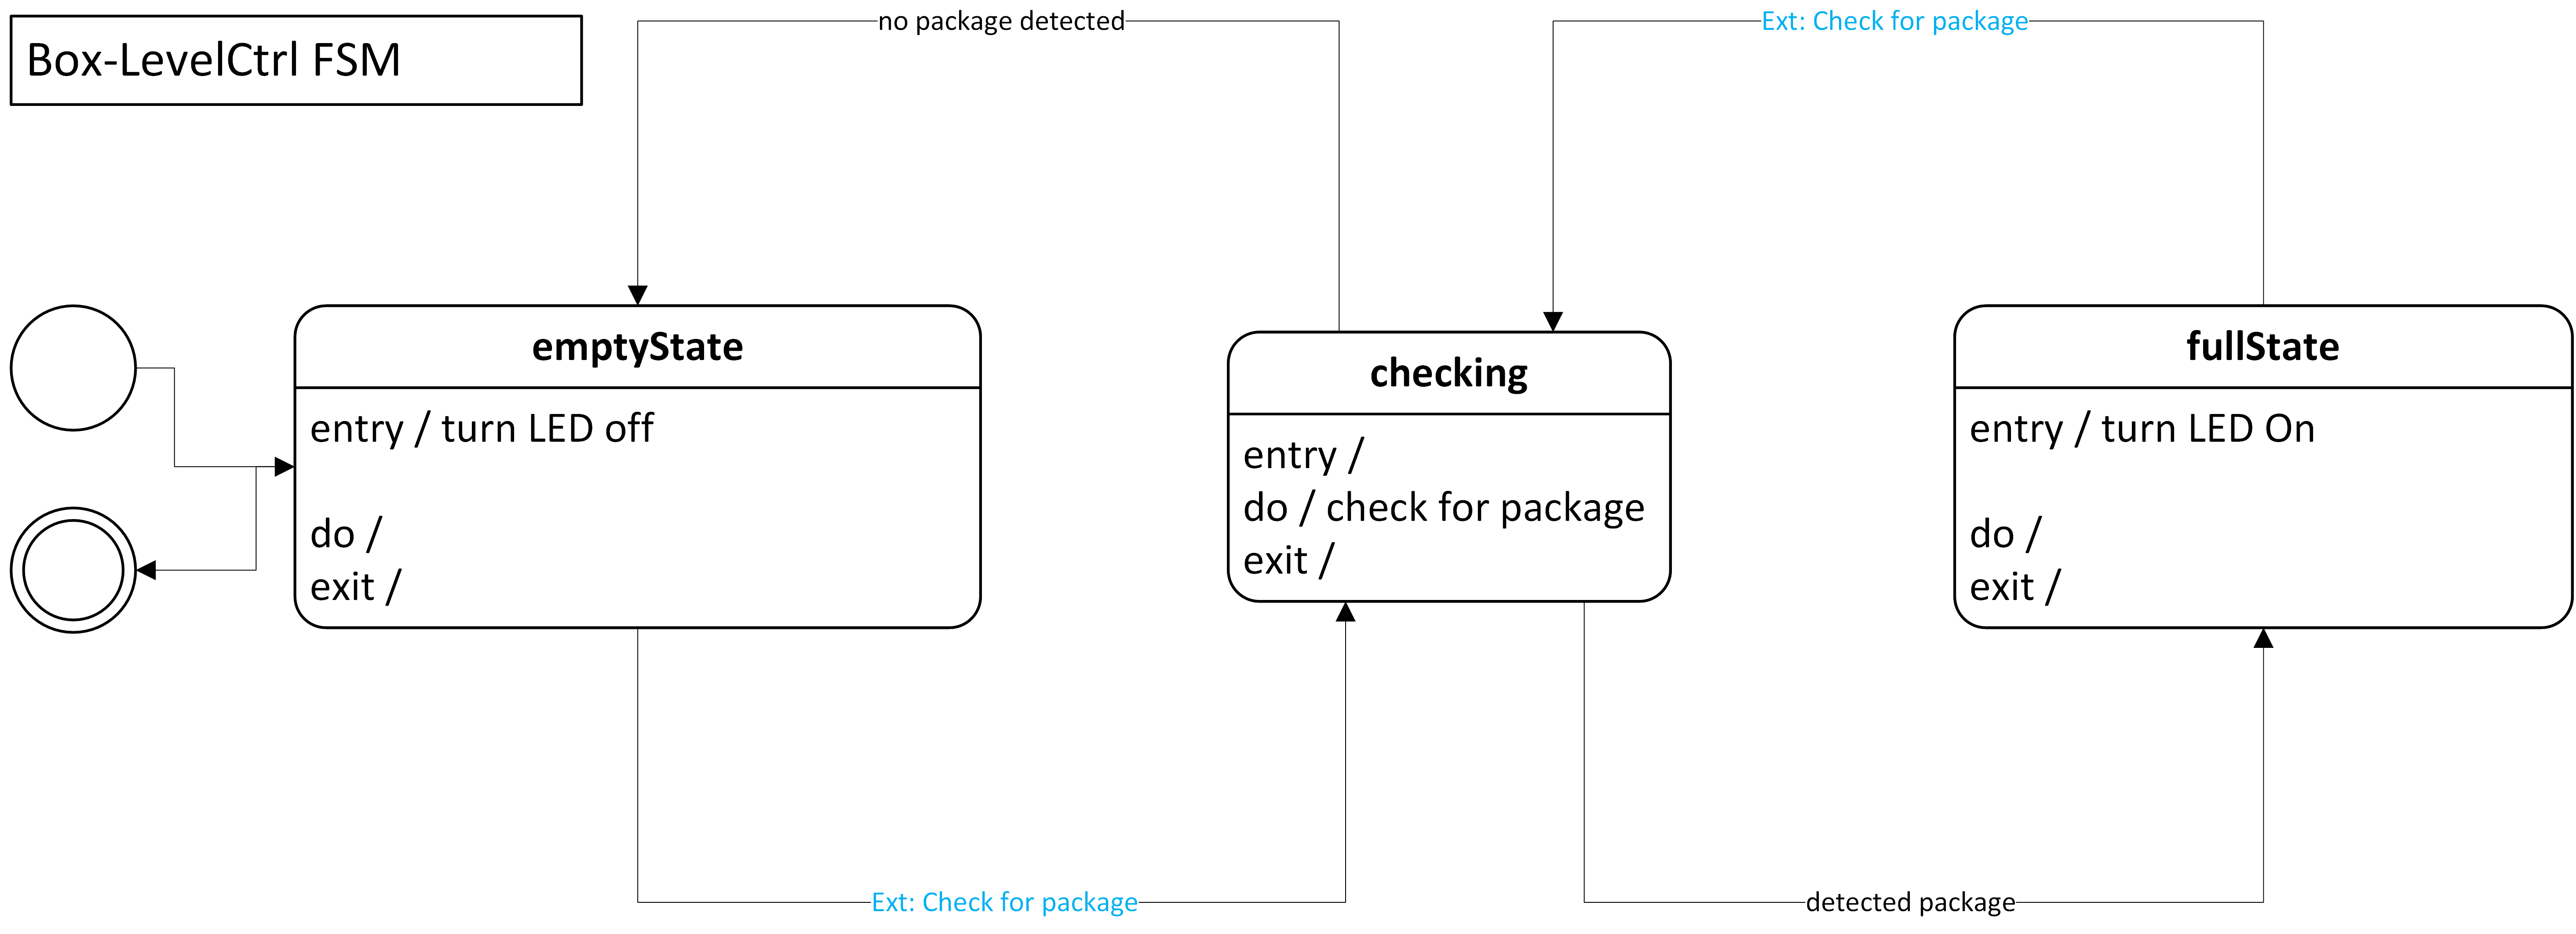 Box-LevelCtrl FSM
no package detected
Ext: Check for package
emptyState
entry / turn LED off
do /
exit /
checking
entry /
do / check for package
exit /
fullState
entry / turn LED On
do /
exit /
Ext: Check for package
detected package